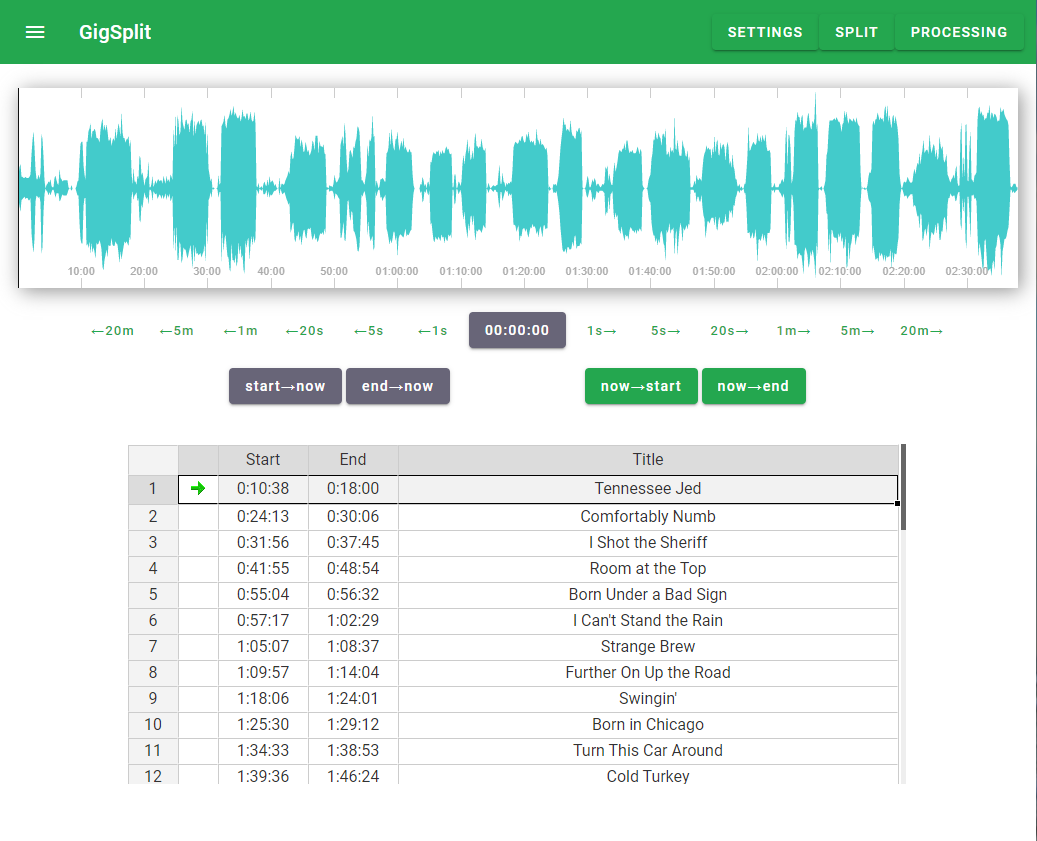 GigSplit SETTINGS SPLIT PROCESSING
10:00 20:00 30:00 40:00 50:00 01:00:00 01:10:00 01:20:00 01:30:00 01:40:00 01:50:00 02:00:00 02:10:00 02:20:00 02:30:00
←20m ←5m ←1m ←20s ←5s ←1s 00:00:00 1s→ 5s→ 20s→ 1m→ 5m→ 20m→
start→now end→now now→start now→end
Start End Title
1 0:10:38 0:18:00 Tennessee Jed
2 0:24:13 0:30:06 Comfortably Numb
3 0:31:56 0:37:45 I Shot the Sheriff
4 0:41:55 0:48:54 Room at the Top
5 0:55:04 0:56:32 Born Under a Bad Sign
6 0:57:17 1:02:29 I Can't Stand the Rain
7 1:05:07 1:08:37 Strange Brew
8 1:09:57 1:14:04 Further On Up the Road
9 1:18:06 1:24:01 Swingin'
10 1:25:30 1:29:12 Born in Chicago
11 1:34:33 1:38:53 Turn This Car Around
12 1:39:36 1:46:24 Cold Turkey